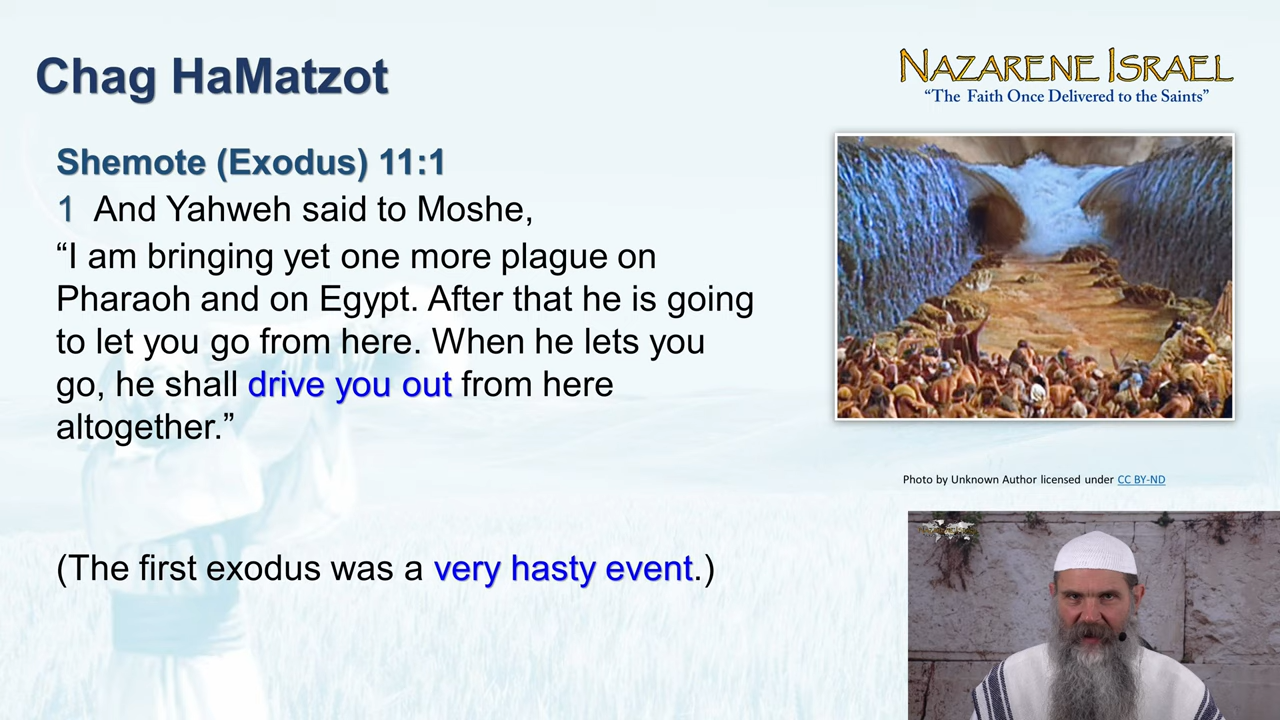 Chag HaMatzot
NAZARENE ISRAEL
“The Faith Once Delivered to the Saints”
Shemote (Exodus) 11:1
1 And Yahweh said to Moshe,
“I am bringing yet one more plague on
Pharaoh and on Egypt. After that he is going
to let you go from here. When he lets you
go, he shall drive you out from here
altogether.”
(The first exodus was a very hasty event.)
Photo by Unknown Author licensed under CC BY-ND